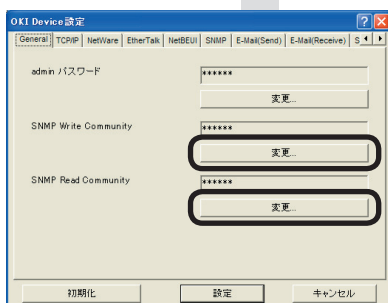 OKI Device 設定
General TCP/IP NetWare EtherTalk NetBEUI SNMP E-Mail(Send) E-Mail(Receive) S
admin パスワード
******
変更...
SNMP Write Community
******
変更...
SNMP Read Community
******
変更...
初期化 設定 キャンセル